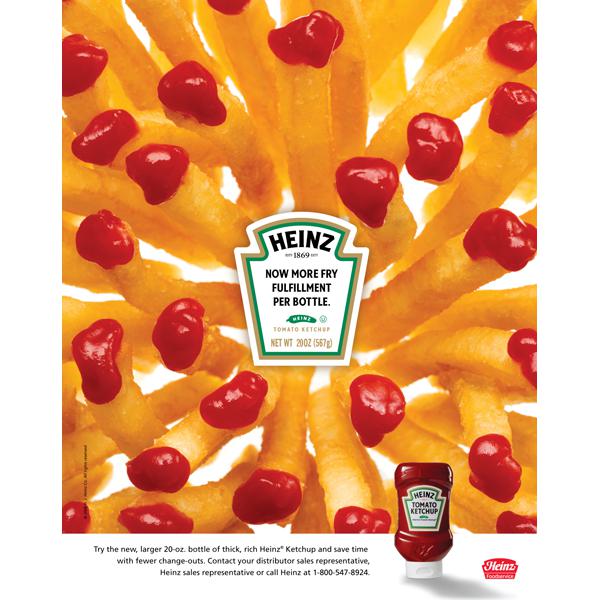 HEINZ
ESTD 1869 ESTD
NOW MORE FRY
FULFILLMENT
PER BOTTLE.
HEINZ
TOMATO KETCHUP
NET WT 20OZ (567g)
HEINZ
TOMATO
KETCHUP
Try the new, larger 20-oz. bottle of thick, rich Heinz® Ketchup and save time
with fewer change-outs. Contact your distributor sales representative,
Heinz sales representative or call Heinz at 1-800-547-8924.
Heinz
Foodservice